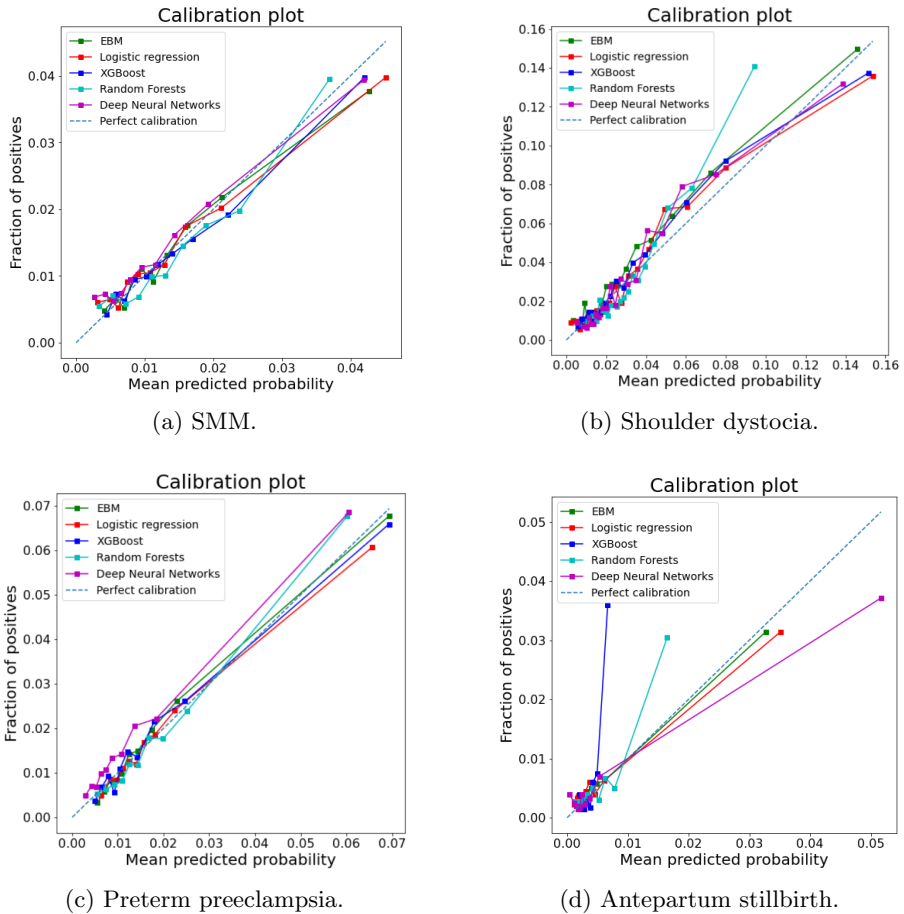 Calibration plot
EBM
Logistic regression
XGBoost
Random Forests
Deep Neural Networks
Perfect calibration
0.04
0.03
0.02
0.01
0.00
Fraction of positives
0.00 0.01 0.02 0.03 0.04
Mean predicted probability
(a) SMM.
Calibration plot
EBM
Logistic regression
XGBoost
Random Forests
Deep Neural Networks
Perfect calibration
0.16
0.14
0.12
0.10
0.08
0.06
0.04
0.02
0.00
Fraction of positives
0.00 0.02 0.04 0.06 0.08 0.10 0.12 0.14 0.16
Mean predicted probability
(b) Shoulder dystocia.
Calibration plot
EBM
Logistic regression
XGBoost
Random Forests
Deep Neural Networks
Perfect calibration
0.07
0.06
0.05
0.04
0.03
0.02
0.01
0.00
Fraction of positives
0.00 0.01 0.02 0.03 0.04 0.05 0.06 0.07
Mean predicted probability
(c) Preterm preeclampsia.
Calibration plot
EBM
Logistic regression
XGBoost
Random Forests
Deep Neural Networks
Perfect calibration
0.05
0.04
0.03
0.02
0.01
0.00
Fraction of positives
0.00 0.01 0.02 0.03 0.04 0.05
Mean predicted probability
(d) Antepartum stillbirth.